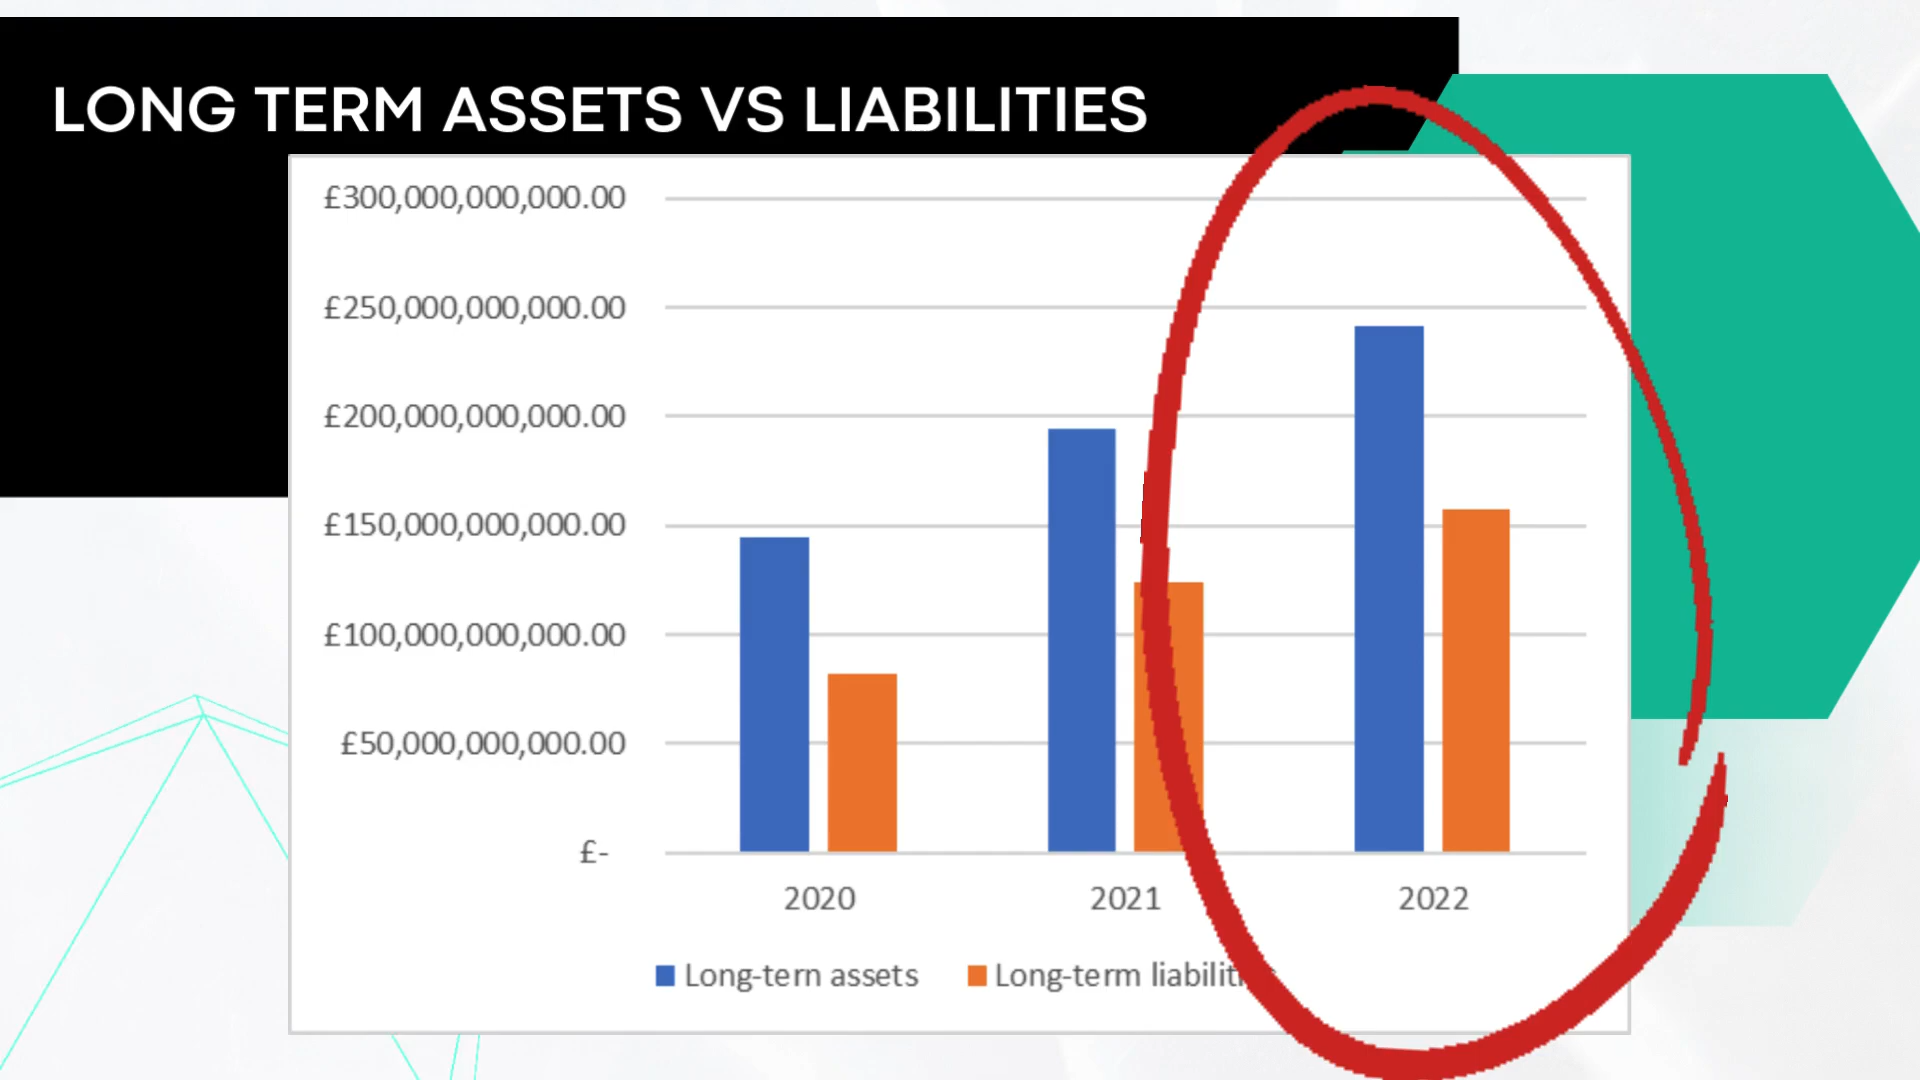 LONG TERM ASSETS VS LIABILITIES
£300,000,000,000.00
£250,000,000,000.00
£200,000,000,000.00
£150,000,000,000.00
£100,000,000,000.00
£50,000,000,000.00
£-
2020 2021 2022
Long-tern assets Long-term